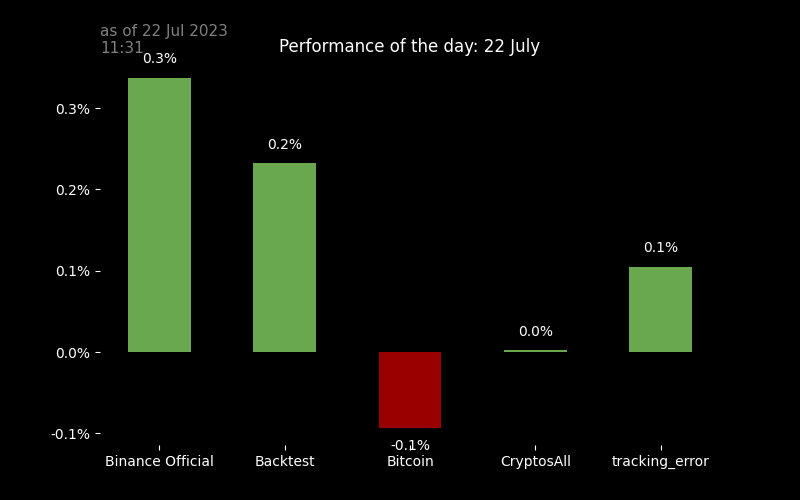 as of 22 Jul 2023
11:31
Performance of the day: 22 July
0.3%
0.2%
-0.1%
0.0%
0.1%
0.3%
0.2%
0.1%
0.0%
-0.1%
Binance Official
Backtest
Bitcoin
CryptosAll
tracking_error